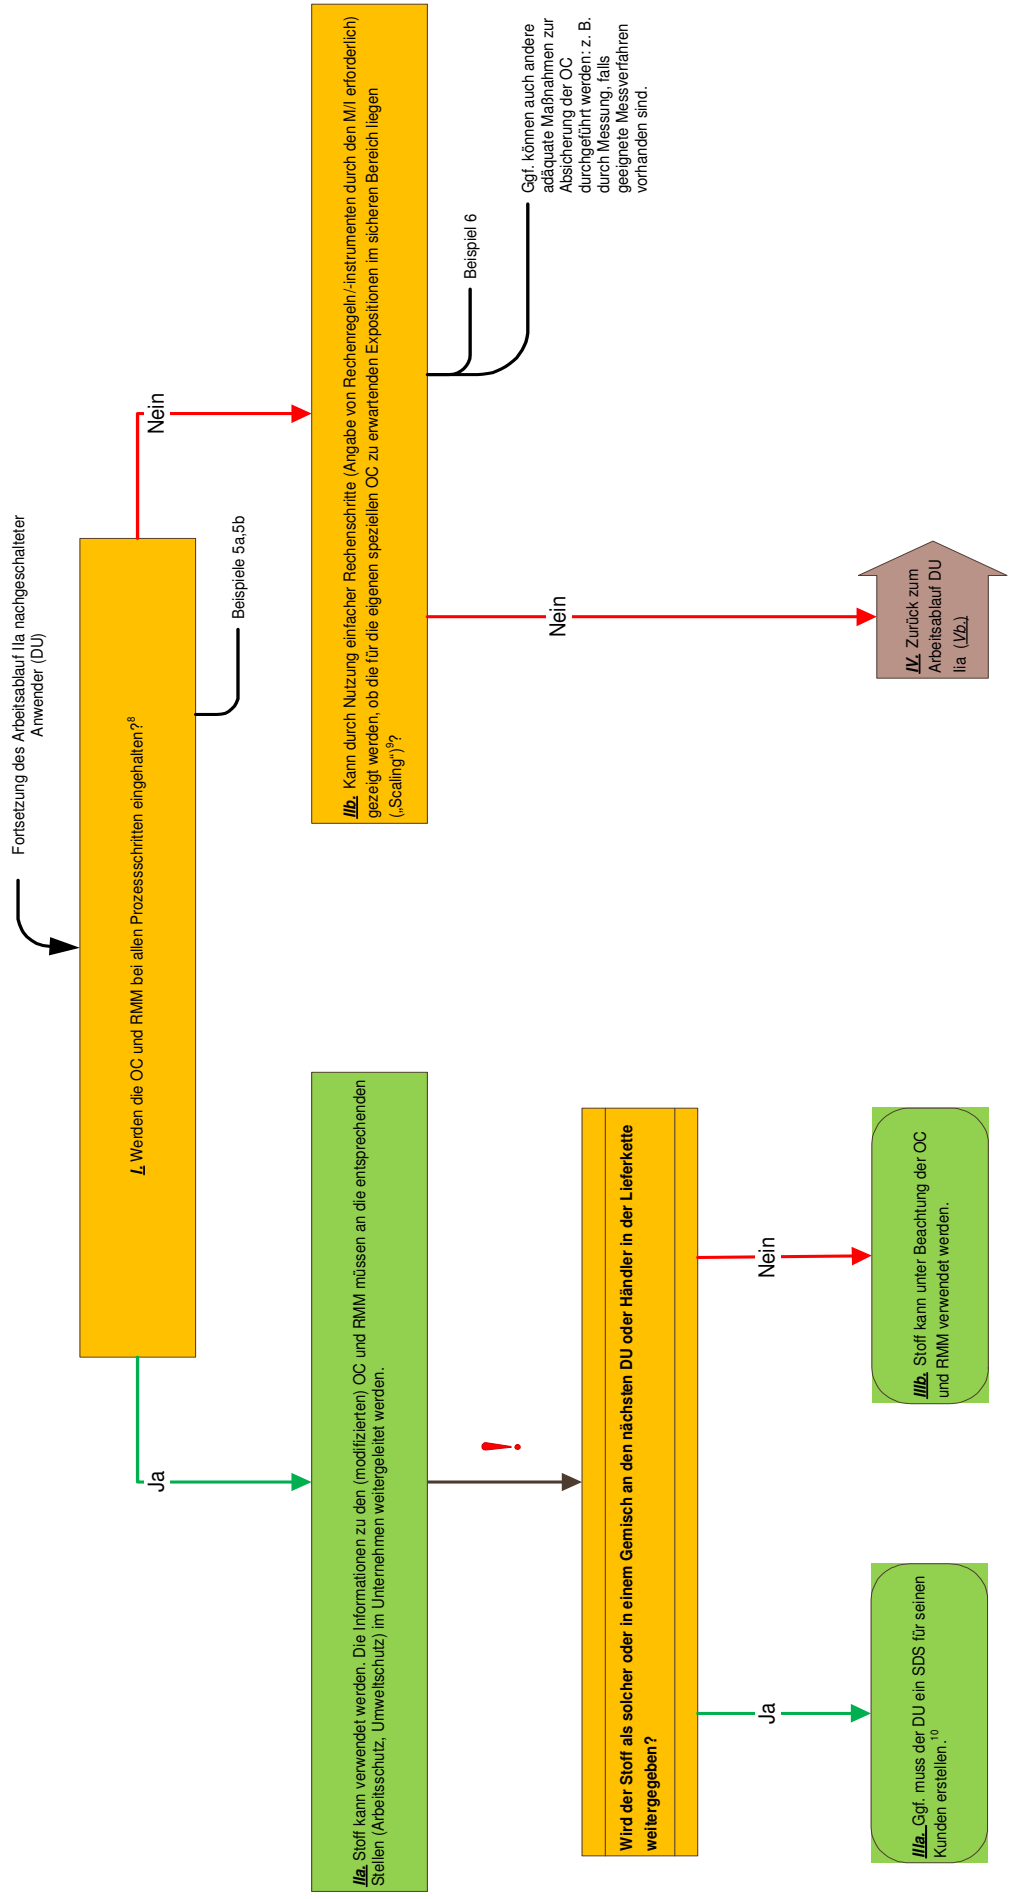 Fortsetzung des Arbeitsablauf IIa nachgeschalteter
Anwender (DU)
I. Werden die OC und RMM bei allen Prozessschritten eingehalten?8
Beispiele 5a,5b
Ja
Nein
IIa. Stoff kann verwendet werden. Die Informationen zu den (modifizierten) OC und RMM müssen an die entsprechenden
Stellen (Arbeitsschutz, Umweltschutz) im Unternehmen weitergeleitet werden.
IIb. Kann durch Nutzung einfacher Rechenschritte (Angabe von Rechenregeln/-instrumenten durch den M/I erforderlich)
gezeigt werden, ob die für die eigenen speziellen OC zu erwartenden Expositionen im sicheren Bereich liegen
(„Scaling“)9?
Beispiel 6
Ggf. können auch andere
adäquate Maßnahmen zur
Absicherung der OC
durchgeführt werden: z. B.
durch Messung, falls
geeignete Messverfahren
vorhanden sind.
!
Wird der Stoff als solcher oder in einem Gemisch an den nächsten DU oder Händler in der Lieferkette
weitergegeben?
Ja
Nein
Nein
IIIa. Ggf. muss der DU ein SDS für seinen
Kunden erstellen.10
IIIb. Stoff kann unter Beachtung der OC
und RMM verwendet werden.
IV. Zurück zum
Arbeitsablauf DU
Iia (Vb.)